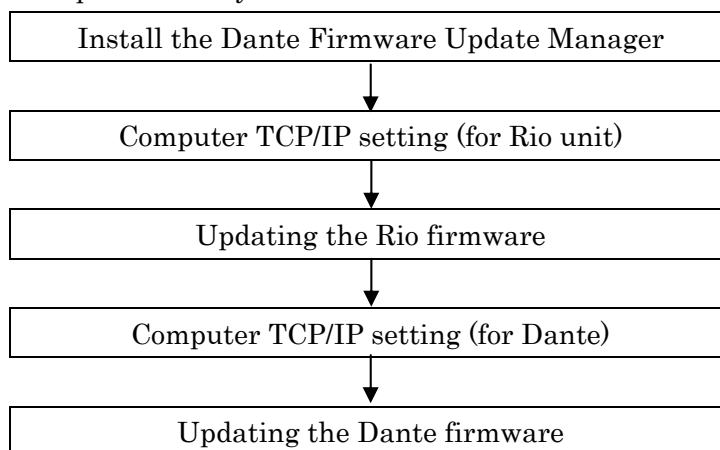 Install the Dante Firmware Update Manager
Computer TCP/IP setting (for Rio unit)
Updating the Rio firmware
Computer TCP/IP setting (for Dante)
Updating the Dante firmware